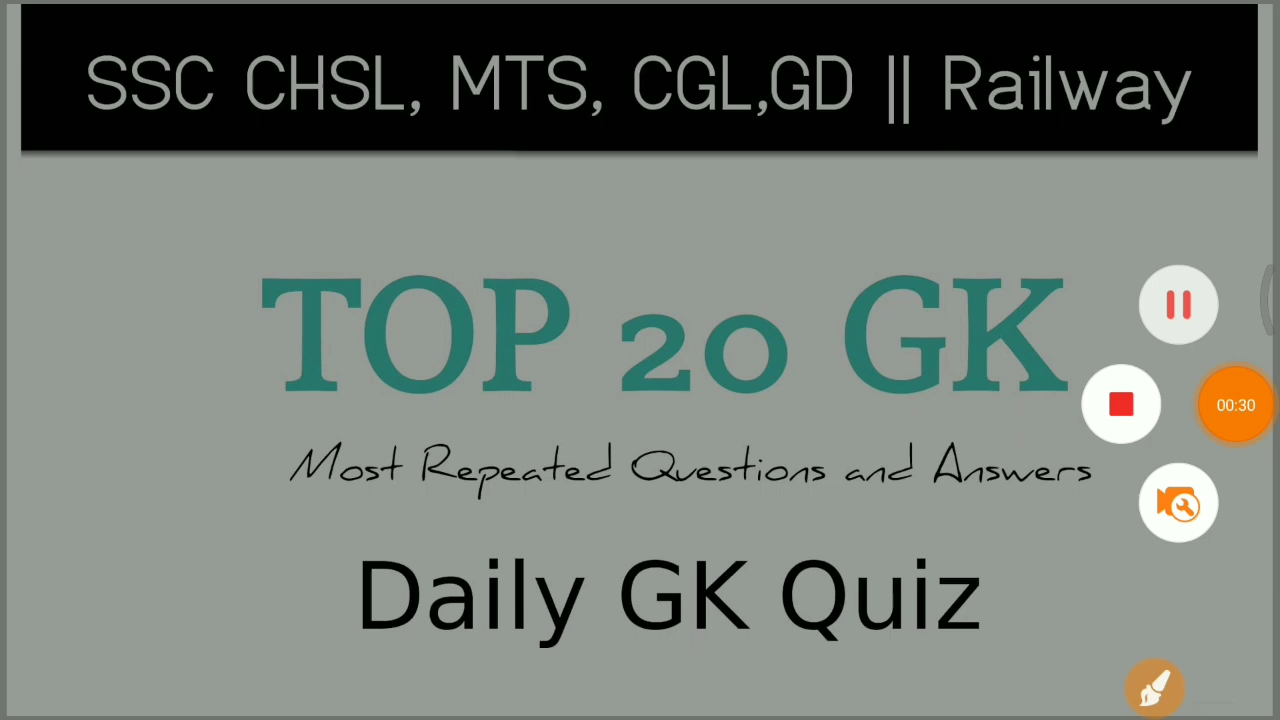 SSC CHSL, MTS, CGL,GD || Railway
TOP 20 GK
Most Repeated Questions and Answers
00:30
Daily GK Quiz